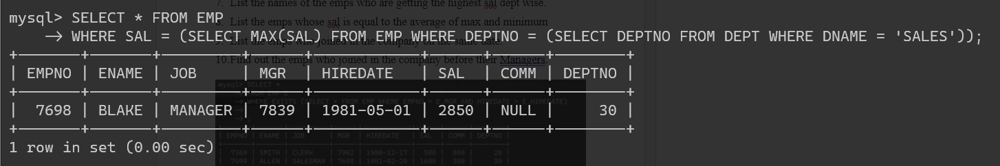 7. List the names of the emps who are getting the highest sal dept wise.
mysql> SELECT * FROM EMP
8. List the emps whose sal is equal to the average of max and minimum
-> WHERE SAL = (SELECT MAX(SAL) FROM EMP WHERE DEPTNO = (SELECT DEPTNO FROM DEPT WHERE DNAME = 'SALES'));
9. List the emps who joined in the company on the same date.
10.Find out the emps who joined in the company before their Managers.
| EMPNO | ENAME | JOB | MGR | HIREDATE | SAL | COMM | DEPTNO |
mysql> SELECT *
WHERE EXISTS (SELECT * FROM EMP WHERE EMPNO = E.MGR AND HIREDATE > E.HIREDATE)
| 7698 | BLAKE | MANAGER | 7839 | 1981-05-01 | 2850 | NULL | 30 |
| EMPNO | ENAME | JOB | MGR | HIREDATE | SAL | COMM | DEPTNO |
1 row in set (0.00 sec)
| 7369 | SMITH | CLERK | 7902 | 1980-12-17 | 500 | 800 | 20 |
| 7499 | ALLEN | SALESMAN | 7698 | 1981-02-20 | 1600 | 300 | 30 |